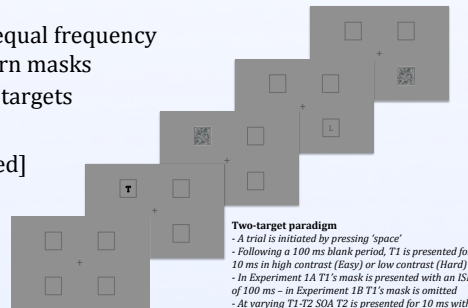 equal frequency
rn masks
targets
ed]
T
L
Two-target paradigm
- A trial is initiated by pressing 'space'
- Following a 100 ms blank period, T1 is presented for
10 ms in high contrast (Easy) or low contrast (Hard)
- In Experiment 1A T1's mask is presented with an ISI
of 100 ms – in Experiment 1B T1's mask is omitted
- At varying T1-T2 SOA T2 is presented for 10 ms with